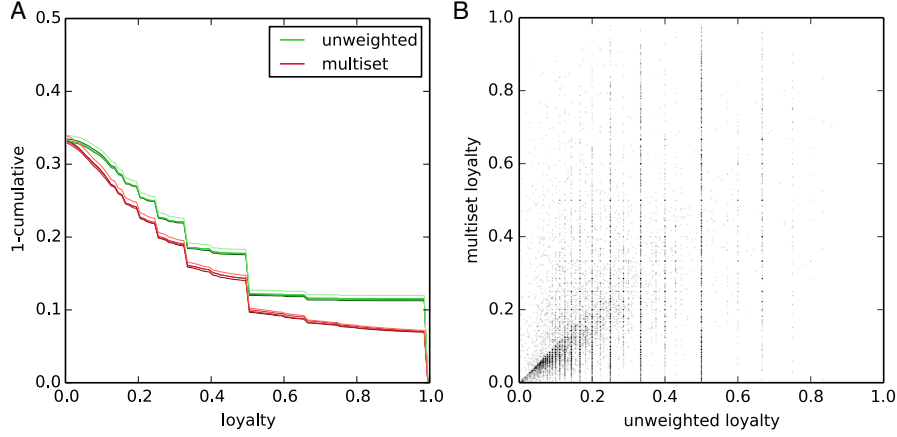 A
0.5
0.4
0.3
0.2
0.1
0.0
1-cumulative
unweighted
multiset
0.0 0.2 0.4 0.6 0.8 1.0
loyalty
B
1.0
0.8
0.6
0.4
0.2
0.0
multiset loyalty
0.0 0.2 0.4 0.6 0.8 1.0
unweighted loyalty